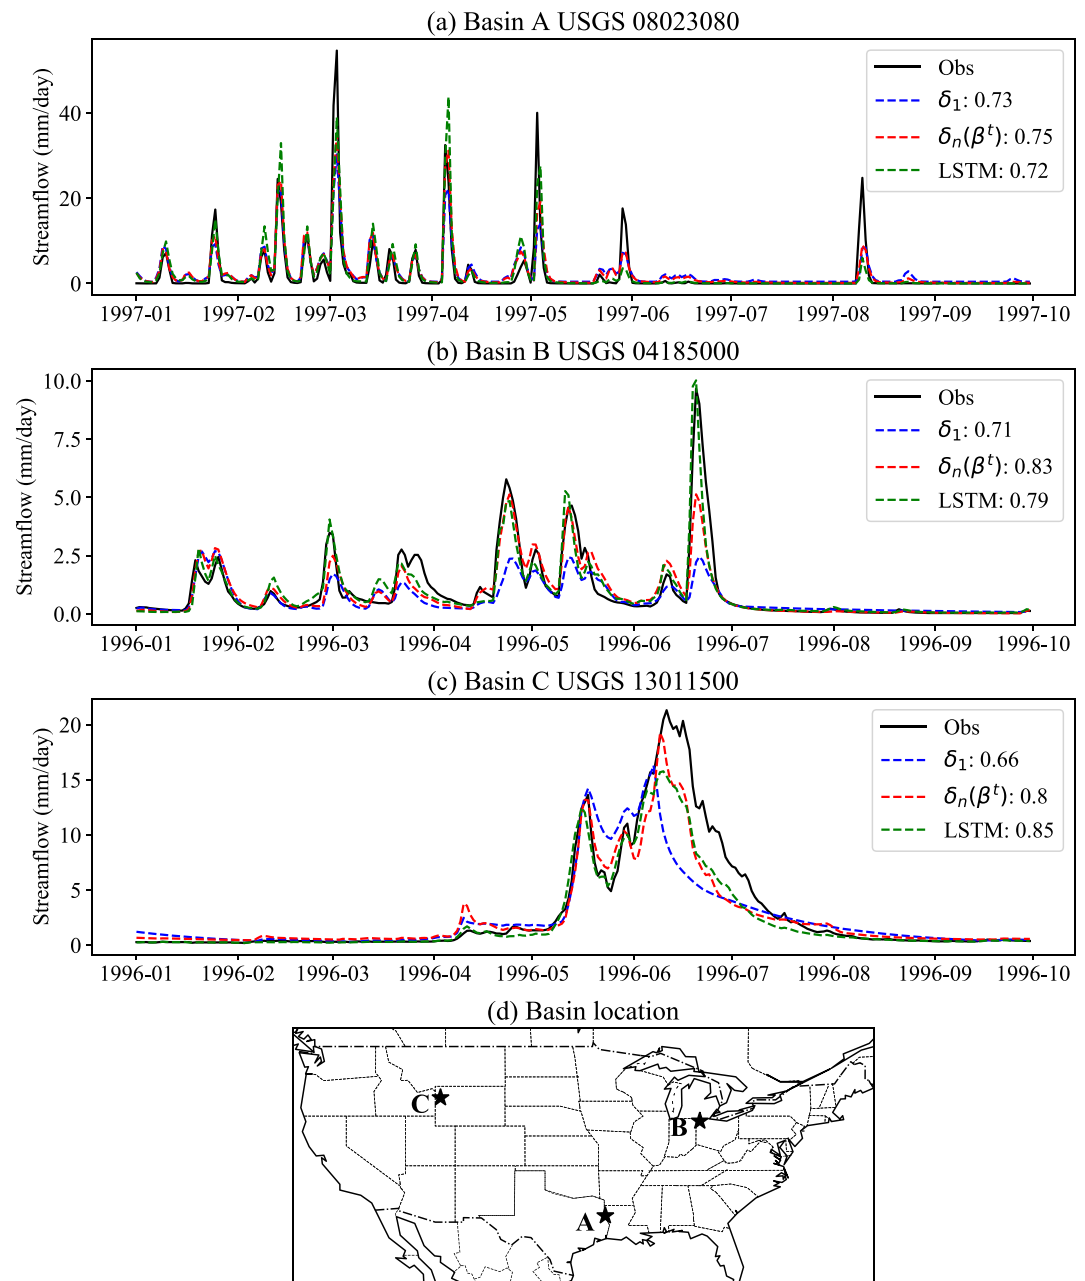 (a) Basin A USGS 08023080
Streamflow (mm/day)
40
20
0
Obs
δ₁: 0.73
δₙ(βᵗ): 0.75
LSTM: 0.72
1997-01 1997-02 1997-03 1997-04 1997-05 1997-06 1997-07 1997-08 1997-09 1997-10
(b) Basin B USGS 04185000
Streamflow (mm/day)
10.0
7.5
5.0
2.5
0.0
Obs
δ₁: 0.71
δₙ(βᵗ): 0.83
LSTM: 0.79
1996-01 1996-02 1996-03 1996-04 1996-05 1996-06 1996-07 1996-08 1996-09 1996-10
(c) Basin C USGS 13011500
Streamflow (mm/day)
20
15
10
5
0
Obs
δ₁: 0.66
δₙ(βᵗ): 0.8
LSTM: 0.85
1996-01 1996-02 1996-03 1996-04 1996-05 1996-06 1996-07 1996-08 1996-09 1996-10
(d) Basin location
C
B
A